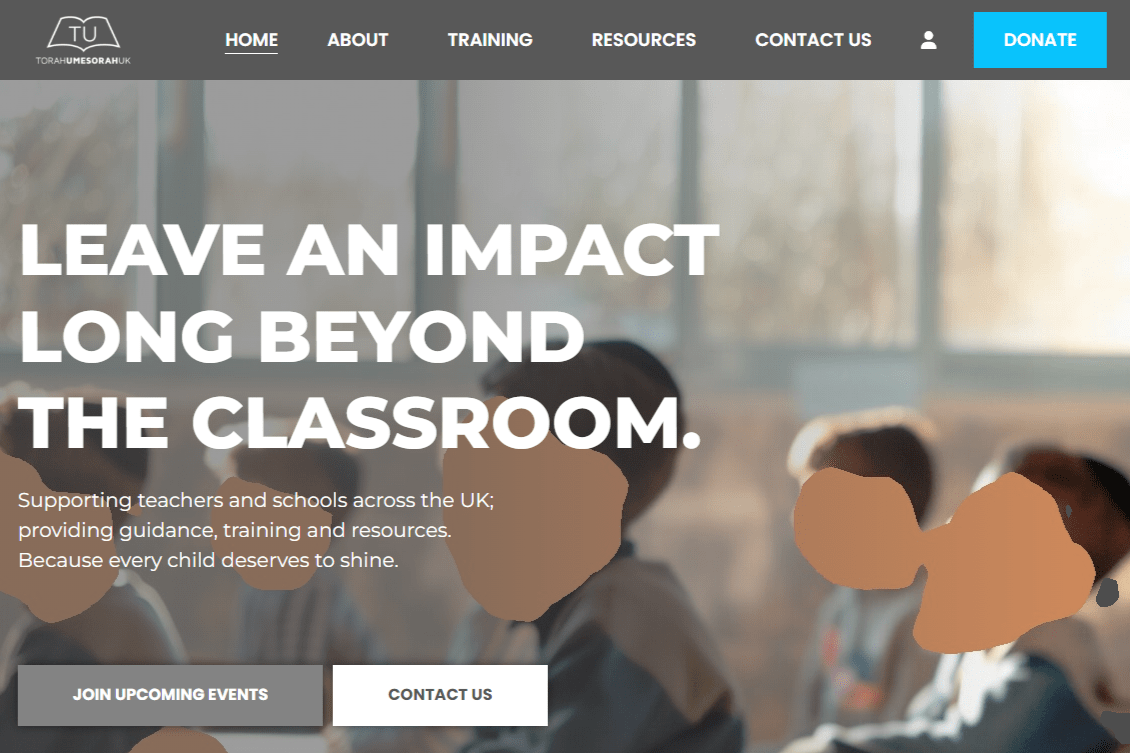 TU
TORAHUMESORAHUK
HOME
ABOUT
TRAINING
RESOURCES
CONTACT US
DONATE
LEAVE AN IMPACT
LONG BEYOND
THE CLASSROOM.
Supporting teachers and schools across the UK;
providing guidance, training and resources.
Because every child deserves to shine.
JOIN UPCOMING EVENTS
CONTACT US